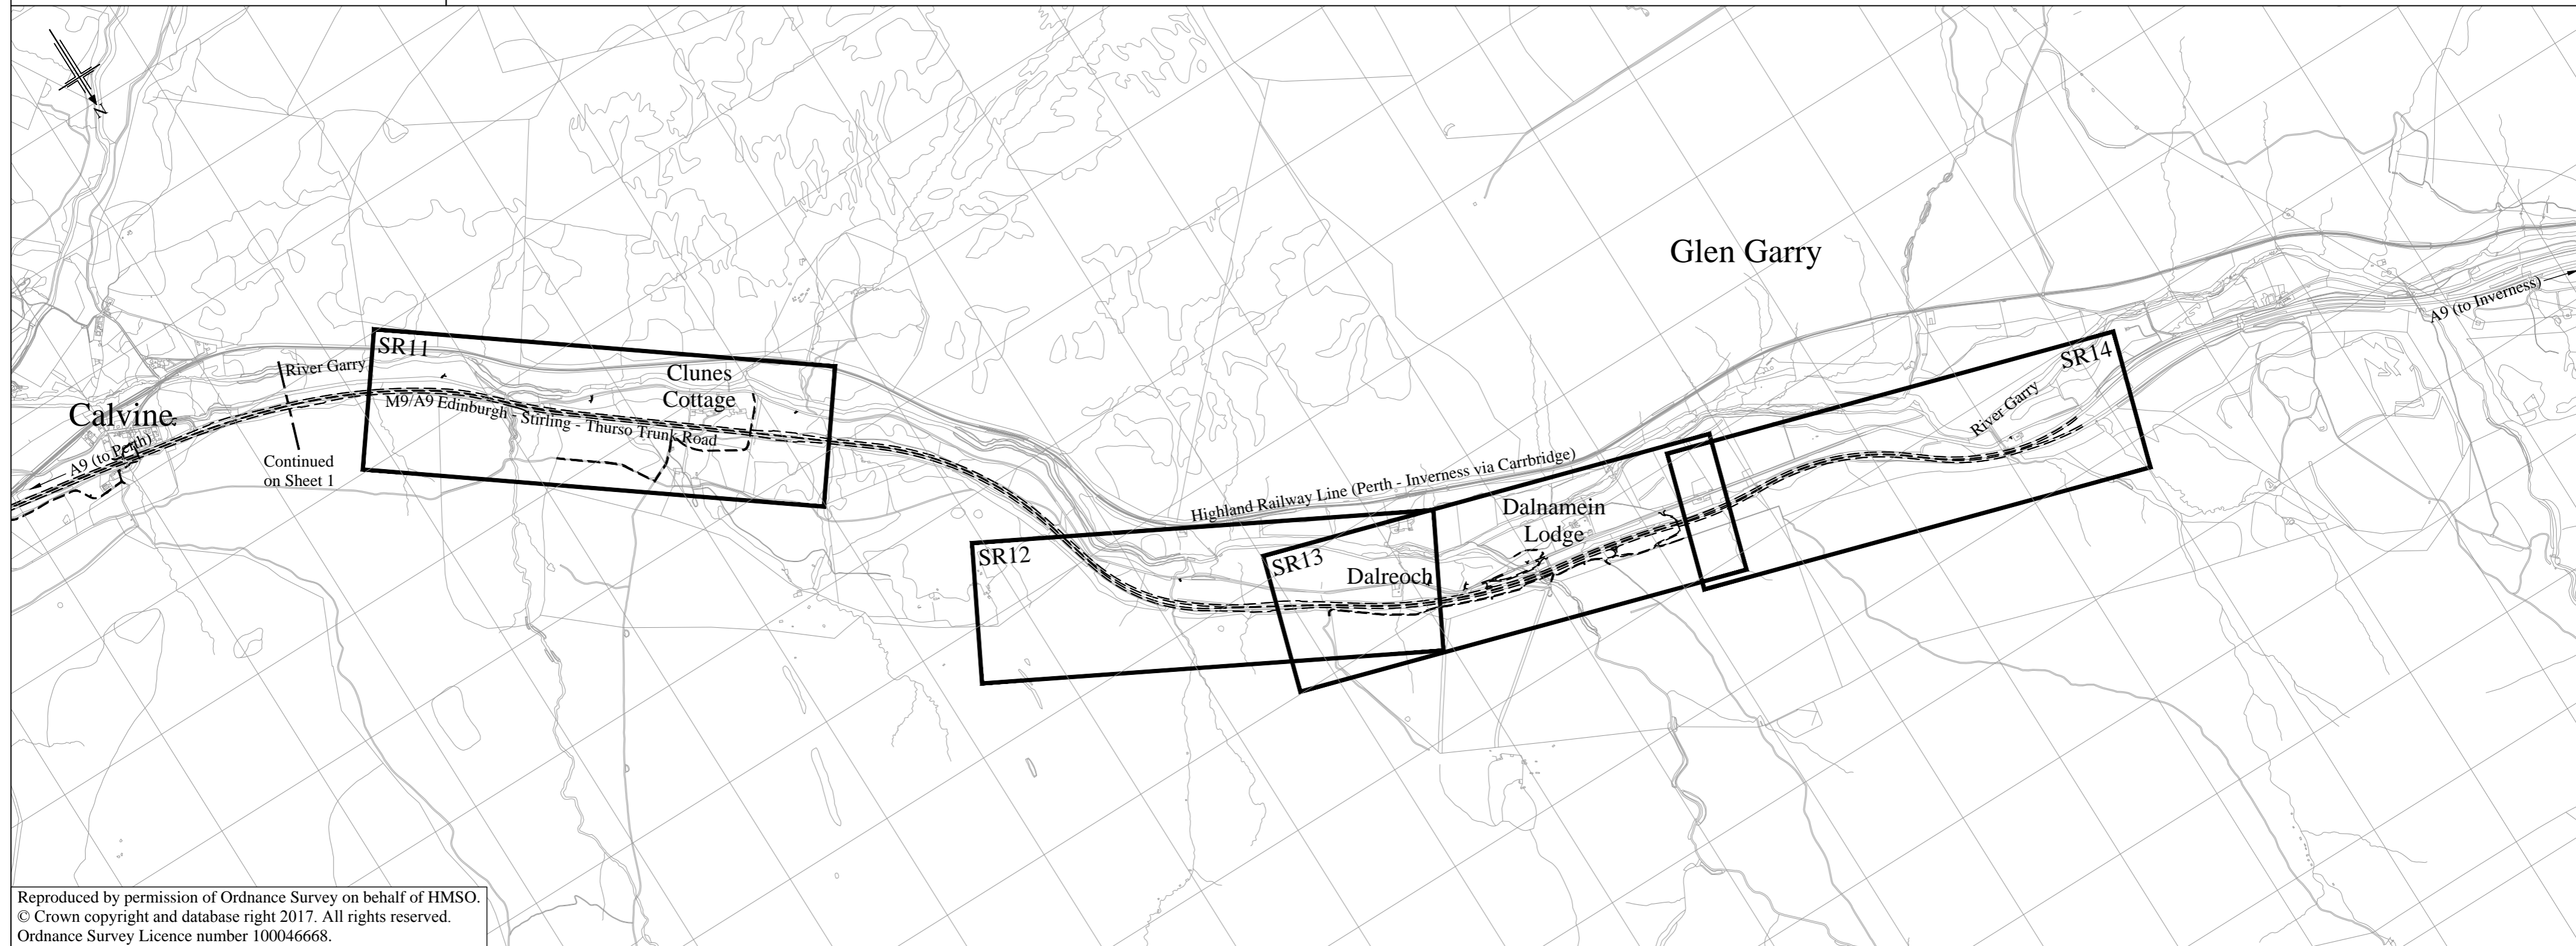 N
Glen Garry
A9 (to Inverness)
SR11
River Garry
Clunes
Cottage
SR14
River Garry
M9/A9 Edinburgh - Stirling - Thurso Trunk Road
Calvine
A9 (to Perth)
Continued
on Sheet 1
Highland Railway Line (Perth - Inverness via Carrbridge)
Dalnamein
Lodge
SR12
SR13
Dalreoch
Reproduced by permission of Ordnance Survey on behalf of HMSO.
© Crown copyright and database right 2017. All rights reserved.
Ordnance Survey Licence number 100046668.